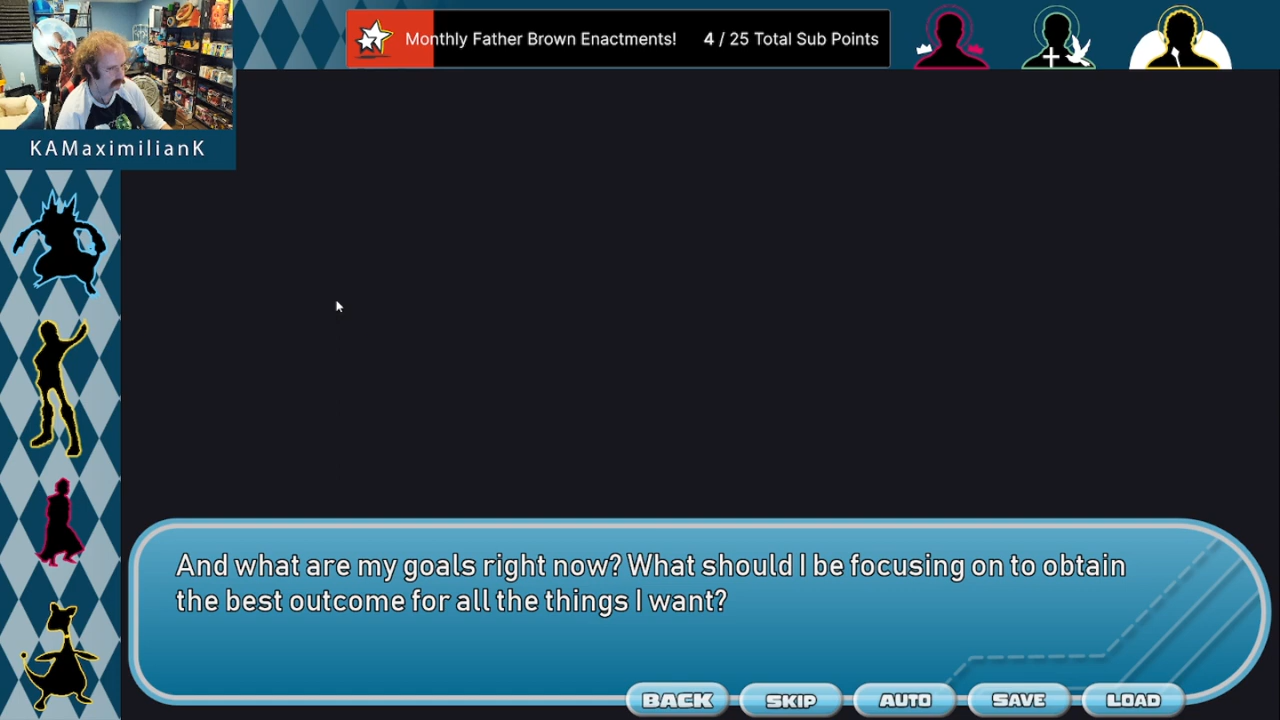 Monthly Father Brown Enactments! 4 / 25 Total Sub Points
KAMaximilianK
And what are my goals right now? What should I be focusing on to obtain
the best outcome for all the things I want?
BACK SKIP AUTO SAVE LOAD